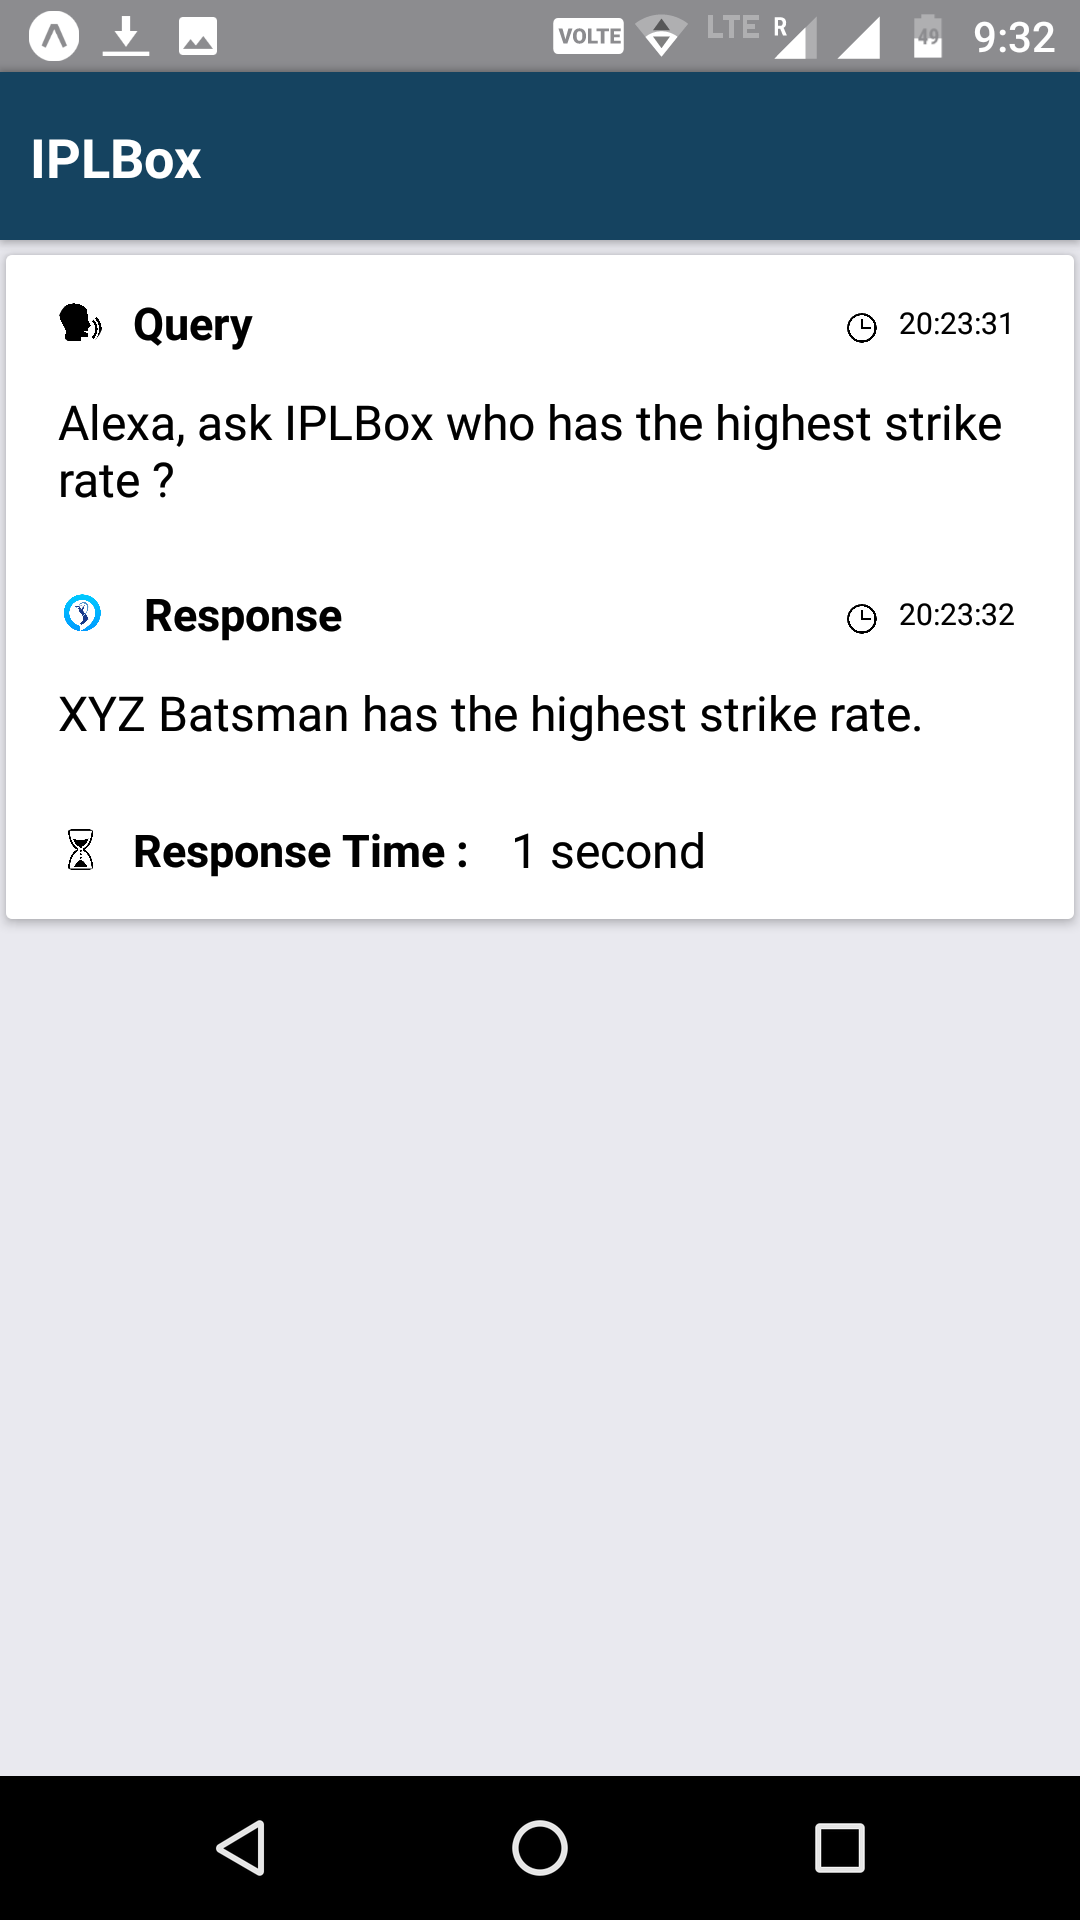 VOLTE LTE R 49 9:32
IPLBox
Query 20:23:31
Alexa, ask IPLBox who has the highest strike
rate ?
Response 20:23:32
XYZ Batsman has the highest strike rate.
Response Time : 1 second